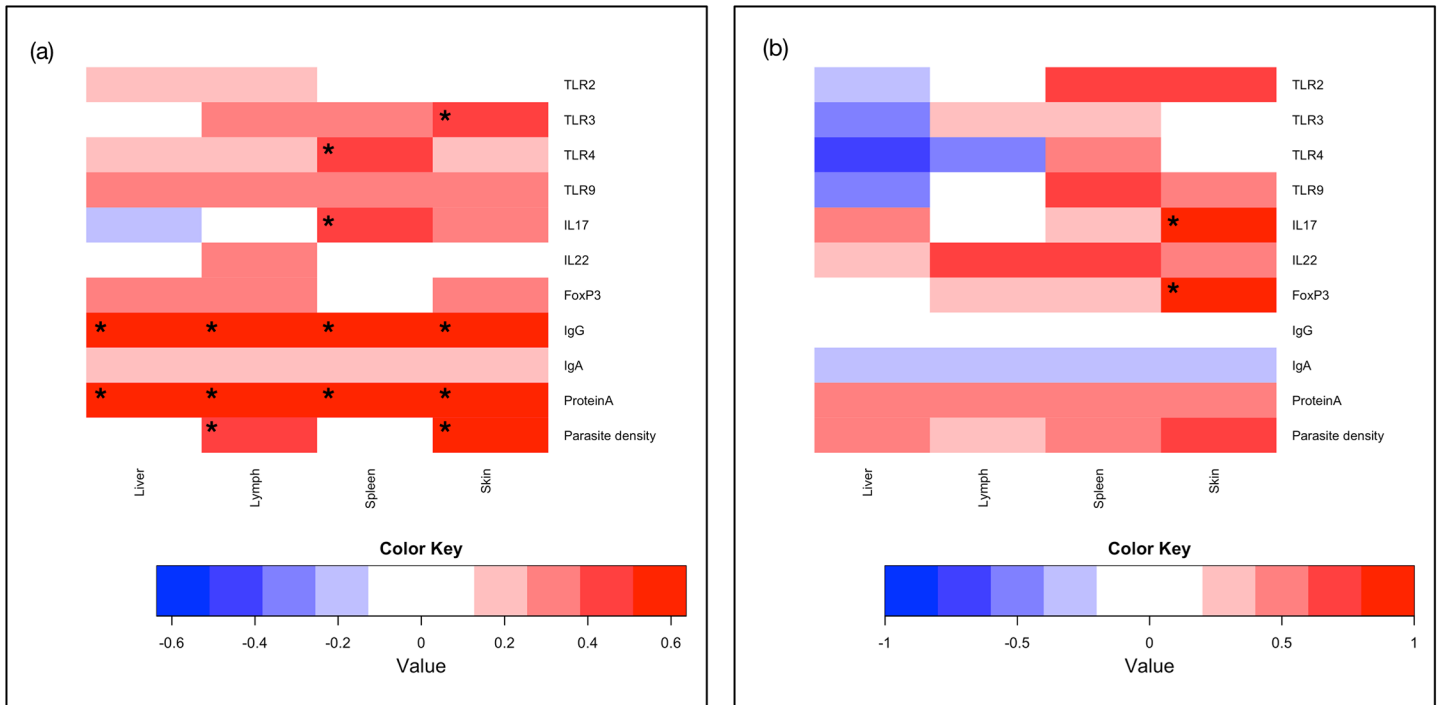 (a)
TLR2
TLR3
*
TLR4
*
TLR9
IL17
*
IL22
FoxP3
IgG
* * * *
IgA
ProteinA
* * * *
Parasite density
* *
Liver Lymph Spleen Skin
Color Key
-0.6 -0.4 -0.2 0 0.2 0.4 0.6
Value
(b)
TLR2
TLR3
TLR4
TLR9
IL17
*
IL22
FoxP3
*
IgG
IgA
ProteinA
Parasite density
Liver Lymph Spleen Skin
Color Key
-1 -0.5 0 0.5 1
Value